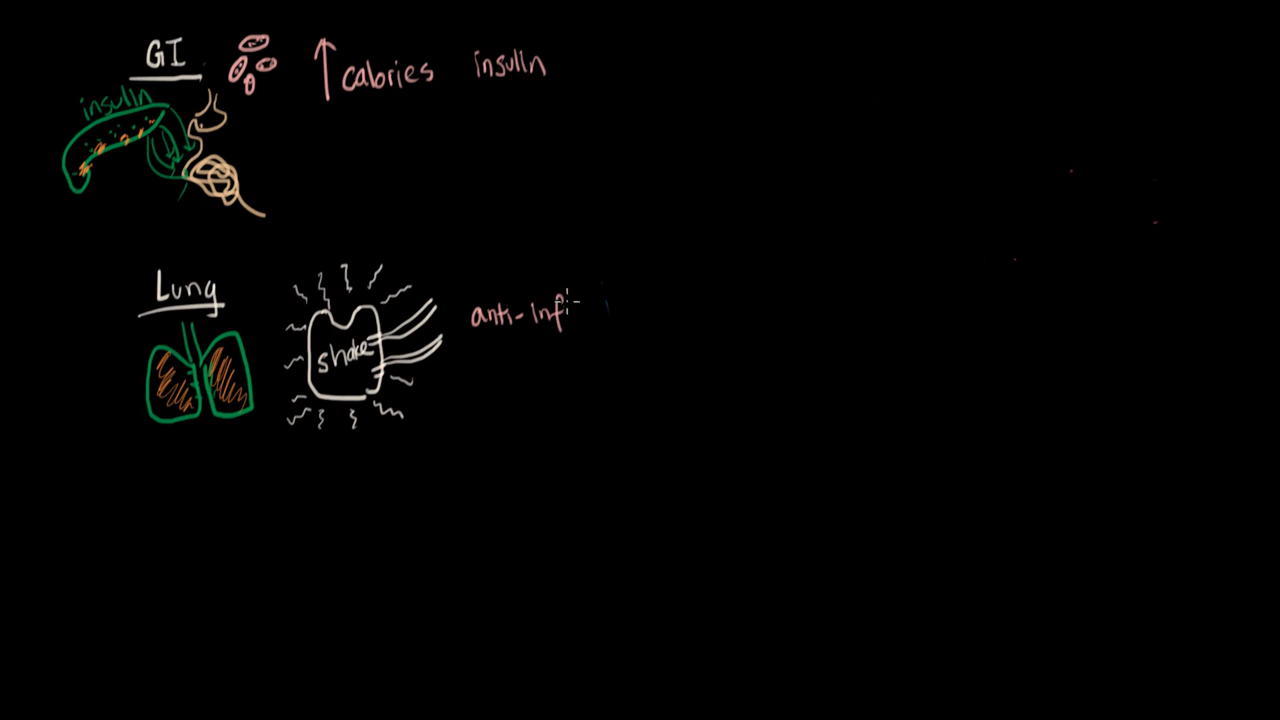 GI
↑ calories insulin
insulin
Lung
shake
anti-inf